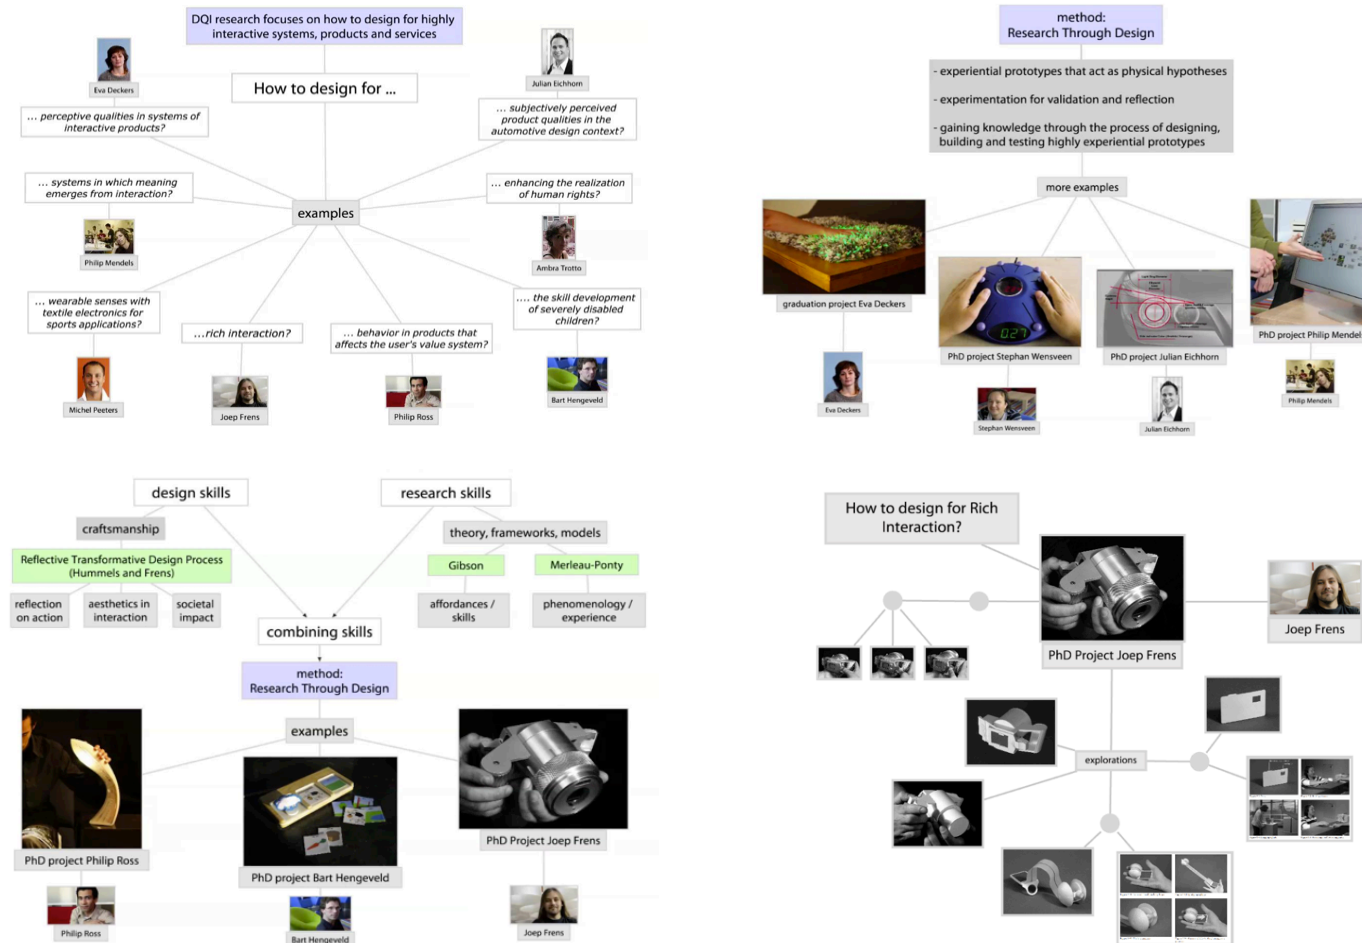 DQI research focuses on how to design for highly
interactive systems, products and services
How to design for ...
Eva Deckers
Julian Eichhorn
... perceptive qualities in systems of
interactive products?
... subjectively perceived
product qualities in the
automotive design context?
... systems in which meaning
emerges from interaction?
... enhancing the realization
of human rights?
examples
Philip Mendels
Ambra Trotto
... wearable senses with
textile electronics for
sports applications?
...rich interaction?
... behavior in products that
affects the user's value system?
.... the skill development
of severely disabled
children?
Michel Peeters
Joep Frens
Philip Ross
Bart Hengeveld
method:
Research Through Design
- experiential prototypes that act as physical hypotheses
- experimentation for validation and reflection
- gaining knowledge through the process of designing,
building and testing highly experiential prototypes
more examples
graduation project Eva Deckers
0:27
PhD project Stephan Wensveen
PhD project Julian Eichhorn
PhD project Philip Mendel
Eva Deckers
Stephan Wensveen
Julian Eichhorn
Philip Mendels
design skills
research skills
craftsmanship
theory, frameworks, models
Reflective Transformative Design Process
(Hummels and Frens)
Gibson
Merleau-Ponty
reflection
on action
aesthetics in
interaction
societal
impact
affordances /
skills
phenomenology /
experience
combining skills
method:
Research Through Design
examples
PhD project Philip Ross
PhD project Bart Hengeveld
PhD Project Joep Frens
Philip Ross
Bart Hengeveld
Joep Frens
How to design for Rich
Interaction?
PhD Project Joep Frens
Joep Frens
explorations